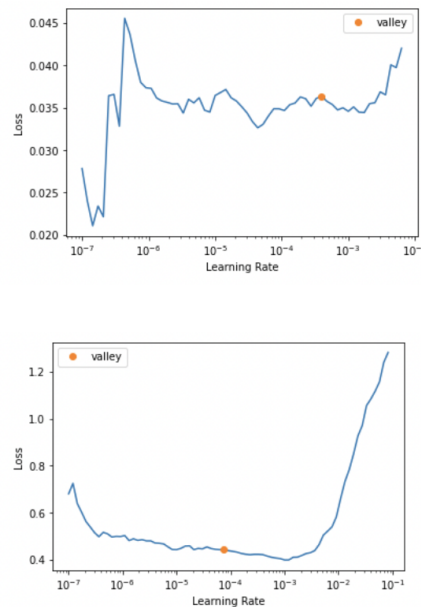 0.045
valley
0.040
0.035
Loss
0.030
0.025
0.020
10⁻⁷ 10⁻⁶ 10⁻⁵ 10⁻⁴ 10⁻³ 10⁻
Learning Rate
valley
1.2
1.0
Loss
0.8
0.6
0.4
10⁻⁷ 10⁻⁶ 10⁻⁵ 10⁻⁴ 10⁻³ 10⁻² 10⁻¹
Learning Rate